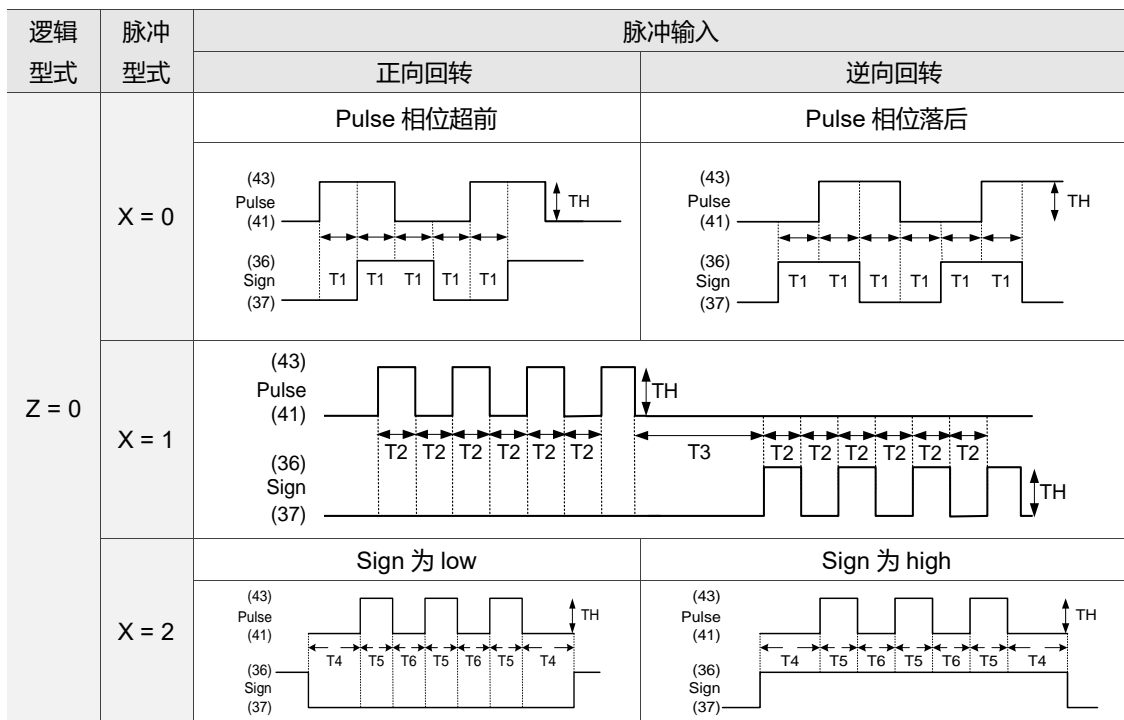 逻辑型式
脉冲型式
脉冲输入
正向回转
逆向回转
Z = 0
X = 0
Pulse 相位超前
Pulse 相位落后
(43)
Pulse
(41)
TH
(36)
Sign
(37)
T1 T1 T1 T1 T1
(43)
Pulse
(41)
TH
(36)
Sign
(37)
T1 T1 T1 T1 T1 T1
X = 1
(43)
Pulse
(41)
TH
T2 T2 T2 T2 T2 T2 T3 T2 T2 T2 T2 T2 T2
(36)
Sign
(37)
TH
X = 2
Sign 为 low
Sign 为 high
(43)
Pulse
(41)
TH
T4 T5 T6 T5 T6 T5 T4
(36)
Sign
(37)
(43)
Pulse
(41)
TH
T4 T5 T6 T5 T6 T5 T4
(36)
Sign
(37)